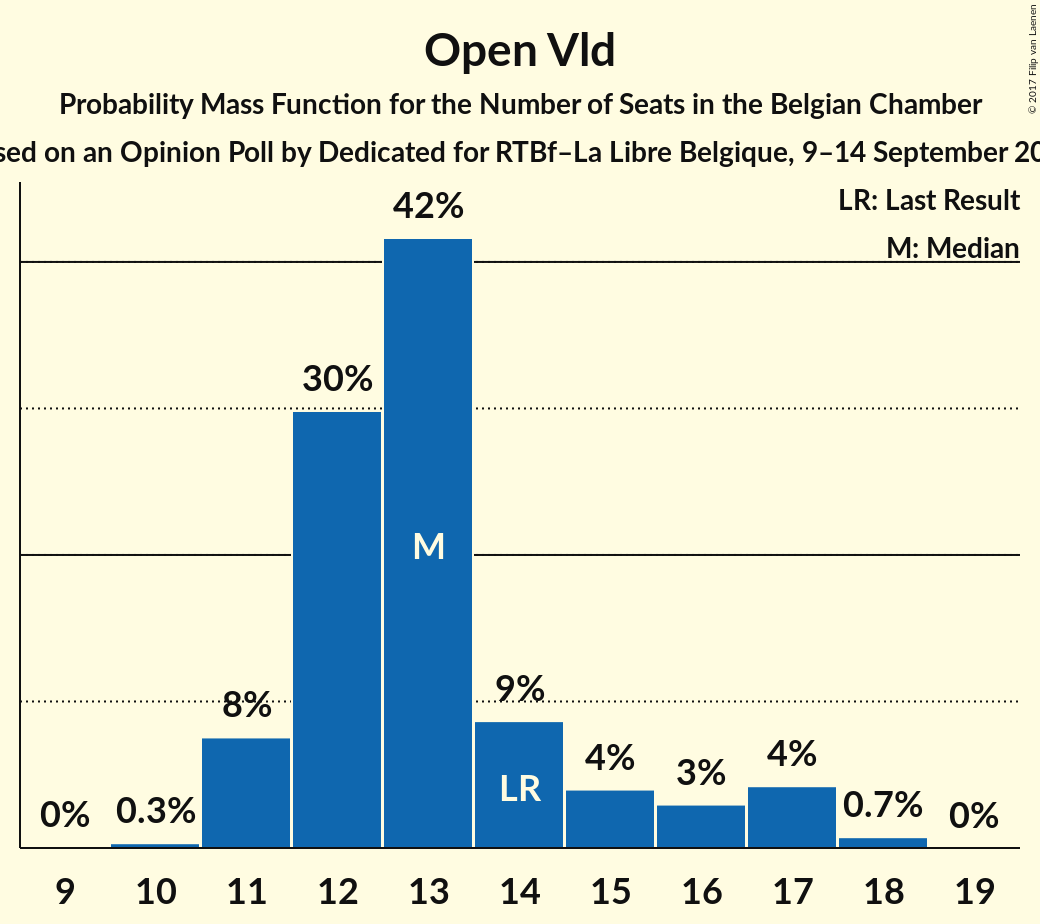 Open Vld
Probability Mass Function for the Number of Seats in the Belgian Chamber
sed on an Opinion Poll by Dedicated for RTBf–La Libre Belgique, 9–14 September 20
© 2017 Filip van Laenen
LR: Last Result
M: Median
42%
30%
M
8%
9%
4%
3%
4%
LR
0%
0.3%
0.7%
0%
9 10 11 12 13 14 15 16 17 18 19